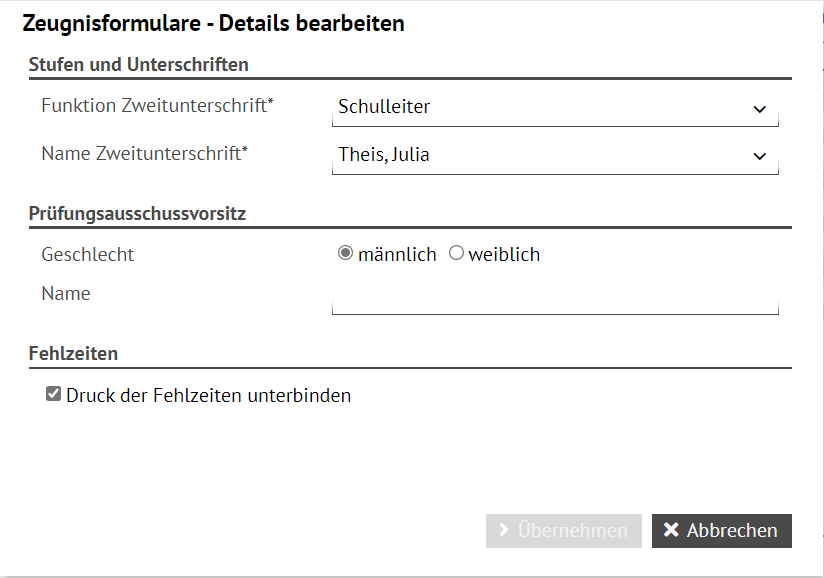 Zeugnisformulare - Details bearbeiten
Stufen und Unterschriften
Funktion Zweitunterschrift* Schulleiter
Name Zweitunterschrift* Theis, Julia
Prüfungsausschussvorsitz
Geschlecht männlich weiblich
Name
Fehlzeiten
Druck der Fehlzeiten unterbinden
Übernehmen Abbrechen